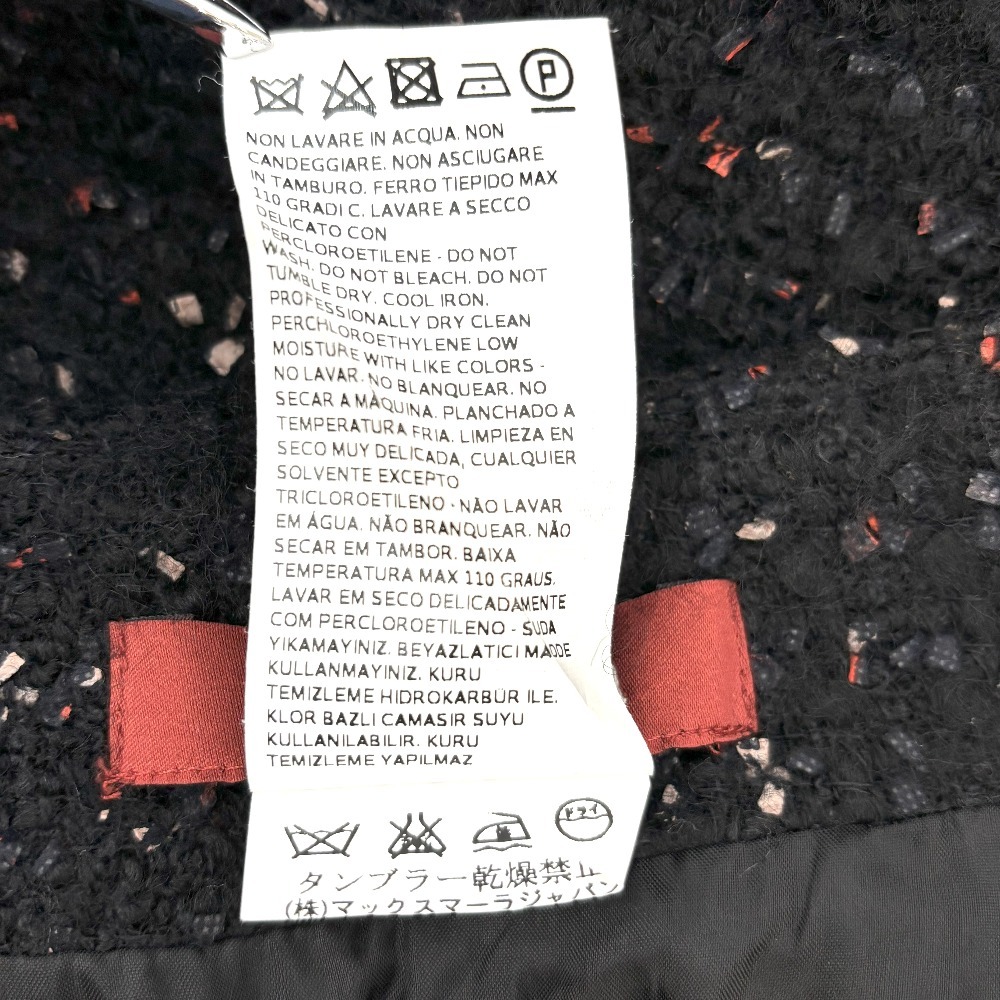 P
NON LAVARE IN ACQUA. NON
CANDEGGIARE. NON ASCIUGARE
IN TAMBURO. FERRO TIEPIDO MAX
110 GRADI C. LAVARE A SECCO
DELICATO CON
PERCLOROETILENE - DO NOT
WASH. DO NOT BLEACH. DO NOT
TUMBLE DRY. COOL IRON.
PROFESSIONALLY DRY CLEAN
PERCHLOROETHYLENE LOW
MOISTURE WITH LIKE COLORS -
NO LAVAR. NO BLANQUEAR. NO
SECAR A MÀQUINA. PLANCHADO A
TEMPERATURA FRIA. LIMPIEZA EN
SECO MUY DELICADA, CUALQUIER
SOLVENTE EXCEPTO
TRICLOROETILENO - NÃO LAVAR
EM ÁGUA. NÃO BRANQUEAR. NÃO
SECAR EM TAMBOR. BAIXA
TEMPERATURA MAX 110 GRAUS.
LAVAR EM SECO DELICADAMENTE
COM PERCLOROETILENO - SUDA
YIKAMAYINIZ. BEYAZLATICI MADDE
KULLANMAYINIZ. KURU
TEMIZLEME HIDROKARBÜR ILE.
KLOR BAZLI CAMASIR SUYU
KULLANILABILIR. KURU
TEMIZLEME YAPILMAZ
ドライ
タンブラー乾燥禁止
(株)マックスマーラジャパン